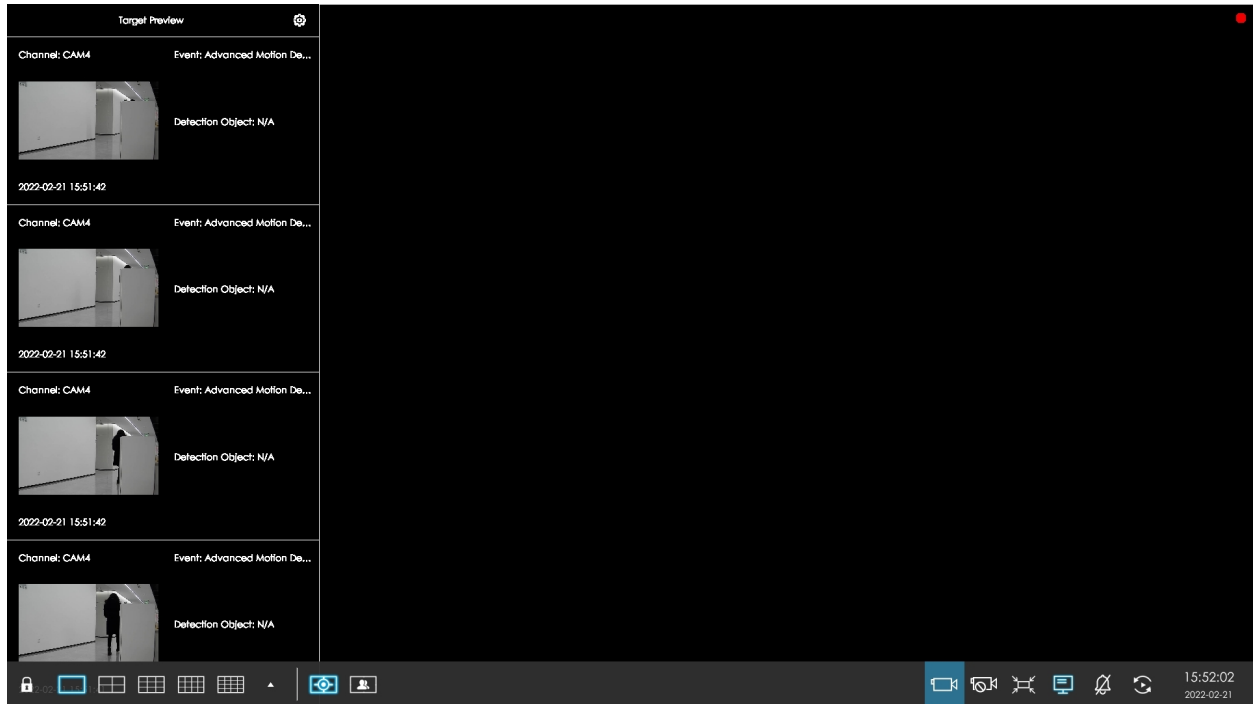 Target Preview
Channel: CAM4 Event: Advanced Motion De...
Detection Object: N/A
2022-02-21 15:51:42
Channel: CAM4 Event: Advanced Motion De...
Detection Object: N/A
2022-02-21 15:51:42
Channel: CAM4 Event: Advanced Motion De...
Detection Object: N/A
2022-02-21 15:51:42
Channel: CAM4 Event: Advanced Motion De...
Detection Object: N/A
15:52:02
2022-02-21